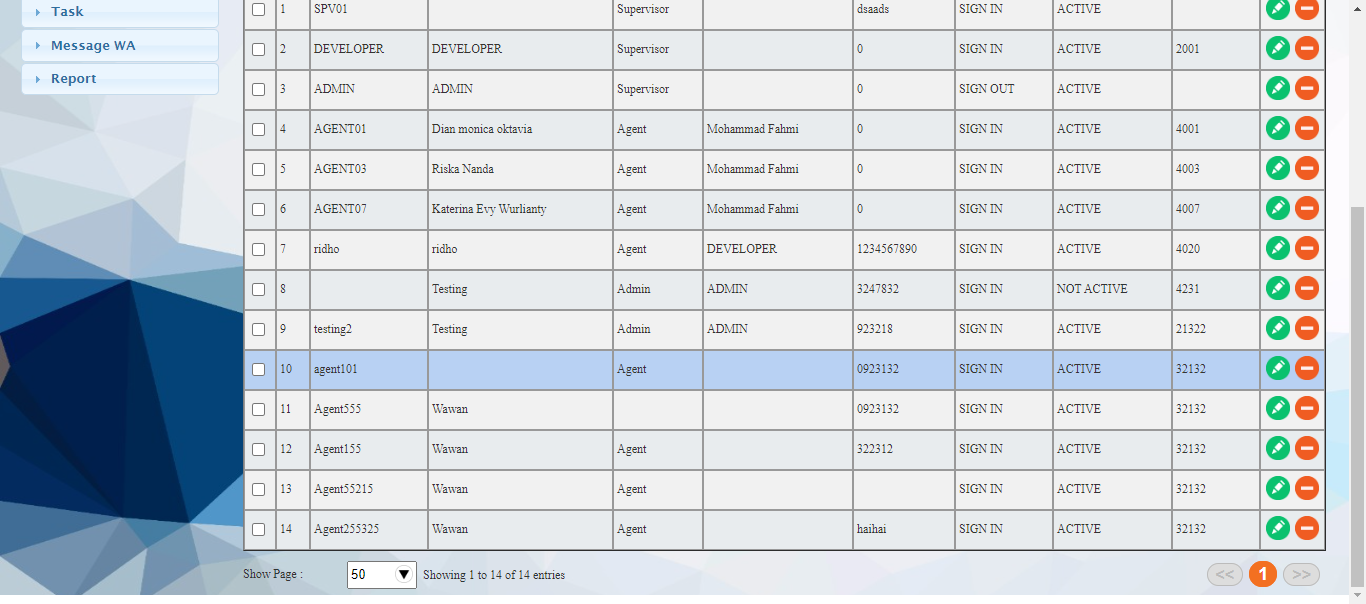 Task
Message WA
Report
1 SPV01 Supervisor dsaads SIGN IN ACTIVE
2 DEVELOPER DEVELOPER Supervisor 0 SIGN IN ACTIVE 2001
3 ADMIN ADMIN Supervisor 0 SIGN OUT ACTIVE
4 AGENT01 Dian monica oktavia Agent Mohammad Fahmi 0 SIGN IN ACTIVE 4001
5 AGENT03 Riska Nanda Agent Mohammad Fahmi 0 SIGN IN ACTIVE 4003
6 AGENT07 Katerina Evy Wurlianty Agent Mohammad Fahmi 0 SIGN IN ACTIVE 4007
7 ridho ridho Agent DEVELOPER 1234567890 SIGN IN ACTIVE 4020
8 Testing Admin ADMIN 3247832 SIGN IN NOT ACTIVE 4231
9 testing2 Testing Admin ADMIN 923218 SIGN IN ACTIVE 21322
10 agent101 Agent 0923132 SIGN IN ACTIVE 32132
11 Agent555 Wawan 0923132 SIGN IN ACTIVE 32132
12 Agent155 Wawan Agent 322312 SIGN IN ACTIVE 32132
13 Agent55215 Wawan Agent SIGN IN ACTIVE 32132
14 Agent255325 Wawan Agent haihai SIGN IN ACTIVE 32132
Show Page : 50 Showing 1 to 14 of 14 entries << 1 >>